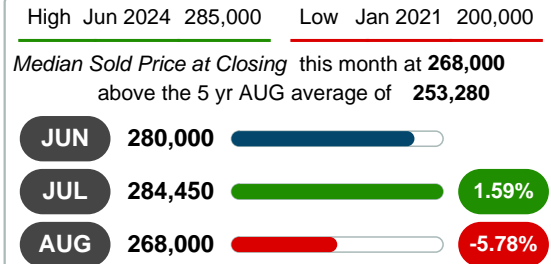 High Jun 2024 285,000 Low Jan 2021 200,000
Median Sold Price at Closing this month at 268,000
above the 5 yr AUG average of 253,280
JUN 280,000
JUL 284,450 1.59%
AUG 268,000 -5.78%